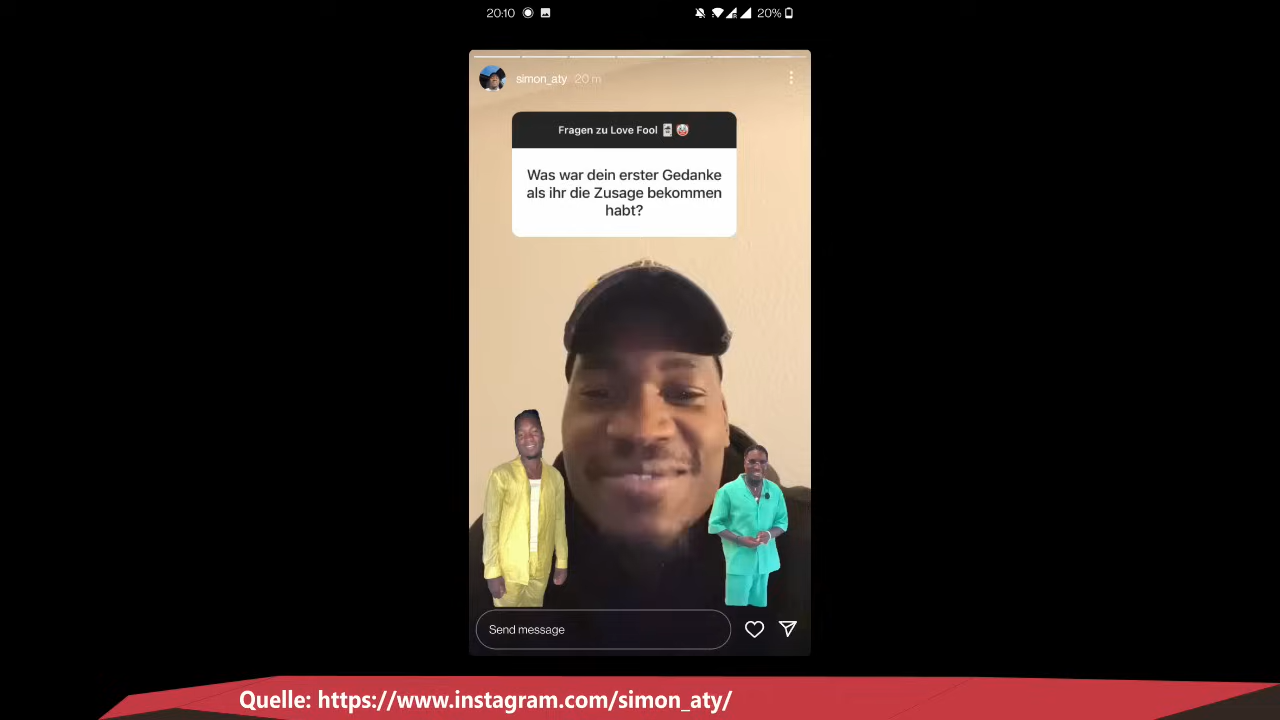 20:10
20%
simon_aty 20 m
Fragen zu Love Fool 🃏🤡
Was war dein erster Gedanke
als ihr die Zusage bekommen
habt?
Send message
Quelle: https://www.instagram.com/simon_aty/